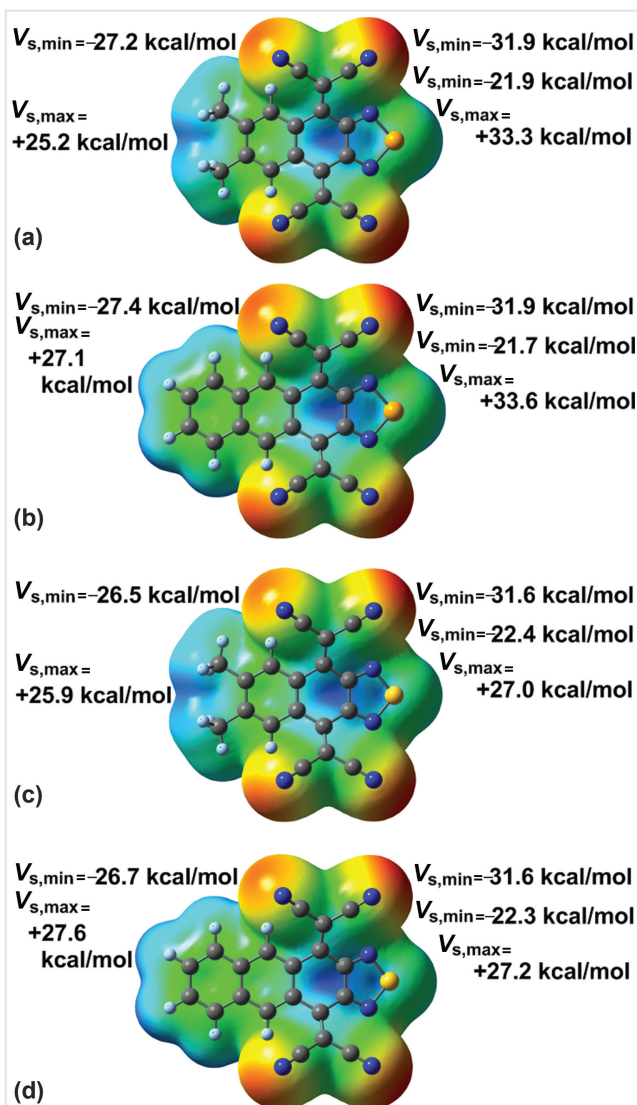 Vs,min=-27.2 kcal/mol
Vs,min=-31.9 kcal/mol
Vs,min=-21.9 kcal/mol
Vs,max=
+25.2 kcal/mol
Vs,max=
+33.3 kcal/mol
(a)
Vs,min=-27.4 kcal/mol
Vs,max=
+27.1
kcal/mol)
Vs,min=-31.9 kcal/mol
Vs,min=-21.7 kcal/mol
Vs,max=
+33.6 kcal/mol
(b)
Vs,min=-26.5 kcal/mol
Vs,max=
+25.9 kcal/mol
Vs,min=-31.6 kcal/mol
Vs,min=-22.4 kcal/mol
Vs,max=
+27.0 kcal/mol
(c)
Vs,min=-26.7 kcal/mol
Vs,max=
+27.6
kcal/mol)
Vs,min=-31.6 kcal/mol
Vs,min=-22.3 kcal/mol
Vs,max=
+27.2 kcal/mol
(d)